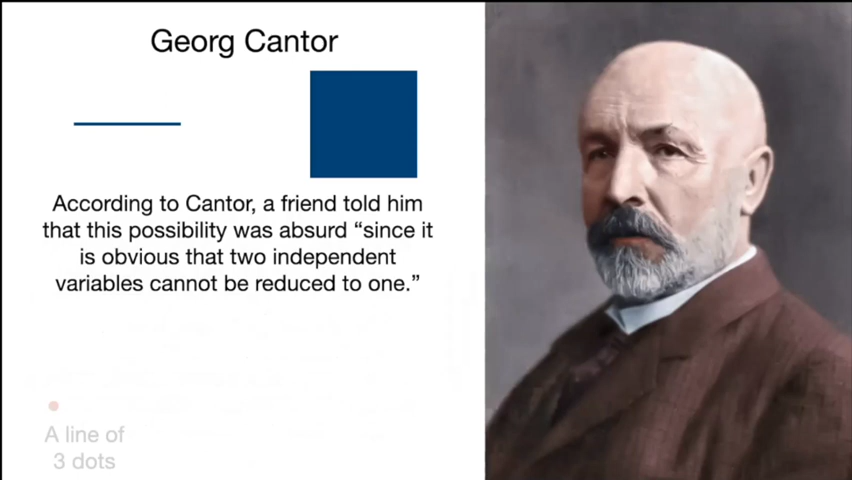 Georg Cantor
According to Cantor, a friend told him
that this possibility was absurd “since it
is obvious that two independent
variables cannot be reduced to one.”
A line of
3 dots